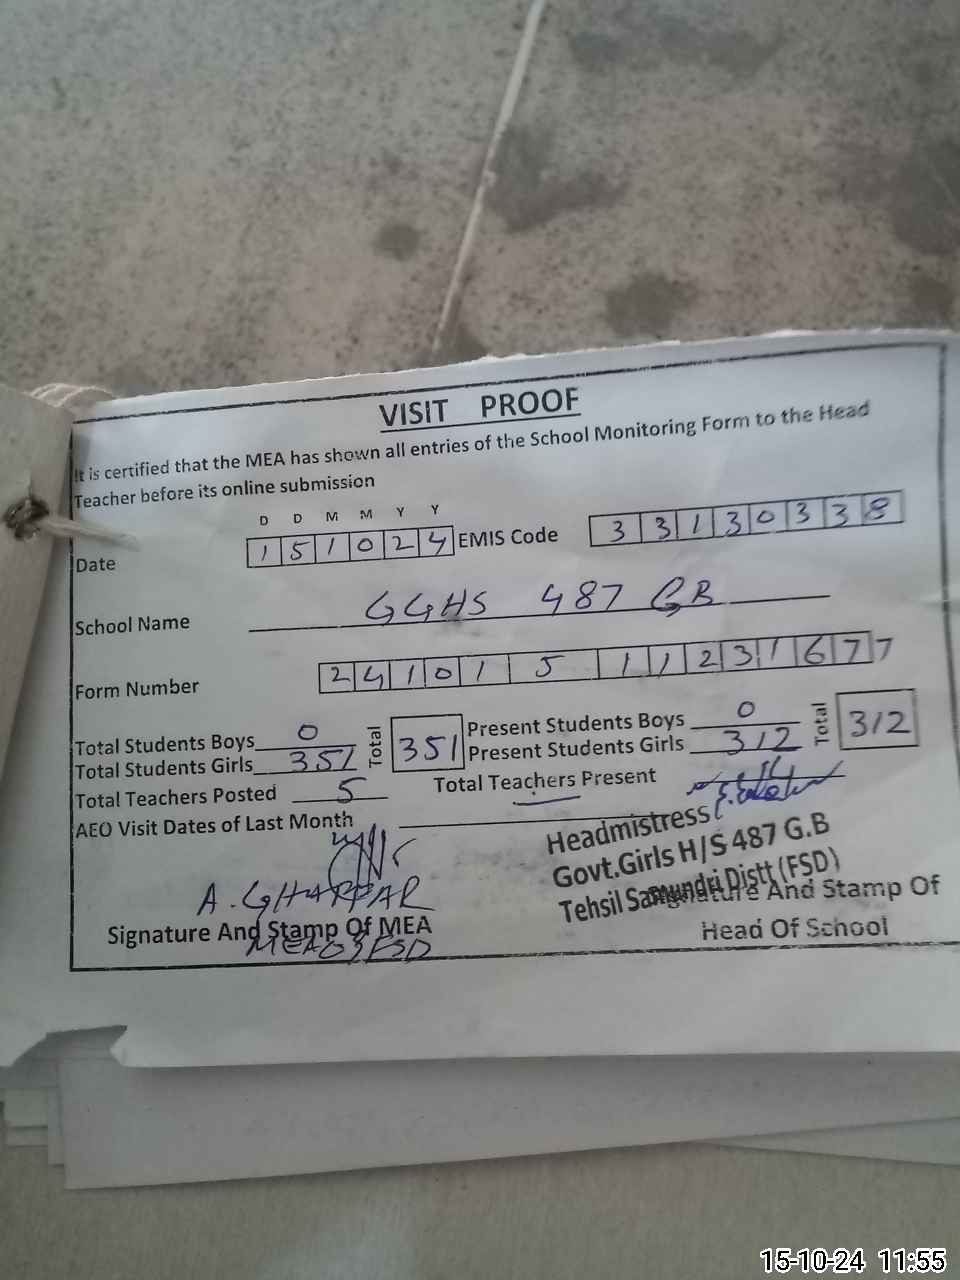 VISIT PROOF
It is certified that the MEA has shown all entries of the School Monitoring Form to the Head
Teacher before its online submission
D D M M Y Y
Date 151024 EMIS Code 33130338
School Name GGHS 487 GB
Form Number 24101511231677
Total Students Boys 0 Total 351 Present Students Boys 0 Total 312
Total Students Girls 351 Present Students Girls 312
Total Teachers Posted 5 Total Teachers Present
AEO Visit Dates of Last Month
Headmistress
Govt.Girls H/S 487 G.B
Tehsil Samundri Distt (FSD)
A. GHAFFAR
Signature And Stamp Of MEA
Signature And Stamp Of
MEA03FSD
Head Of School
15-10-24 11:55